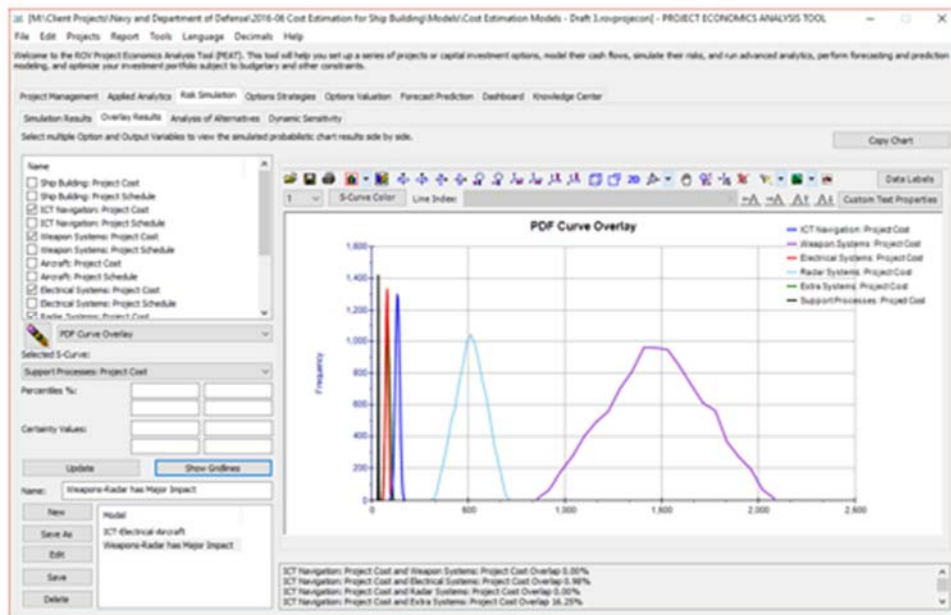 [M:\Client Projects\Navy and Department of Defense\2016-06 Cost Estimation for Ship Building\Models\Cost Estimation Models - Draft 3.rovprojecon] - PROJECT ECONOMICS ANALYSIS TOOL
File Edit Projects Report Tools Language Decimals Help
Welcome to the ROV Project Economics Analysis Tool (PEAT). This tool will help you set up a series of projects or capital investment options, model their cash flows, simulate their risks, and run advanced analytics, perform forecasting and prediction
modeling, and optimize your investment portfolio subject to budgetary and other constraints.
Project Management Applied Analytics Risk Simulation Options Strategies Options Valuation Forecast Prediction Dashboard Knowledge Center
Simulation Results Overlay Results Analysis of Alternatives Dynamic Sensitivity
Select multiple Option and Output Variables to view the simulated probabilistic chart results side by side.
Copy Chart
Name
Ship Building: Project Cost
Ship Building: Project Schedule
ICT Navigation: Project Cost
ICT Navigation: Project Schedule
Weapon Systems: Project Cost
Weapon Systems: Project Schedule
Aircraft: Project Cost
Aircraft: Project Schedule
Electrical Systems: Project Cost
Electrical Systems: Project Schedule
Radar Systems: Project Cost
PDF Curve Overlay
Selected S-Curve:
Support Processes: Project Cost
Percentiles %:
Certainty Values:
Update Show Gridlines
Name: Weapons-Radar has Major Impact
New
Save As
Edit
Save
Delete
Model
ICT-Electrical-Aircraft
Weapons-Radar has Major Impact
2D
Data Labels
1 S-Curve Color Line Index: Custom Text Properties
PDF Curve Overlay
ICT Navigation: Project Cost
Weapon Systems: Project Cost
Electrical Systems: Project Cost
Radar Systems: Project Cost
Extra Systems: Project Cost
Support Processes: Project Cost
Frequency
1,600
1,400
1,200
1,000
800
600
400
200
0
0 500 1,000 1,500 2,000 2,500
ICT Navigation: Project Cost and Weapon Systems: Project Cost Overlap 0.00%
ICT Navigation: Project Cost and Electrical Systems: Project Cost Overlap 0.98%
ICT Navigation: Project Cost and Radar Systems: Project Cost Overlap 0.00%
ICT Navigation: Project Cost and Extra Systems: Project Cost Overlap 16.25%